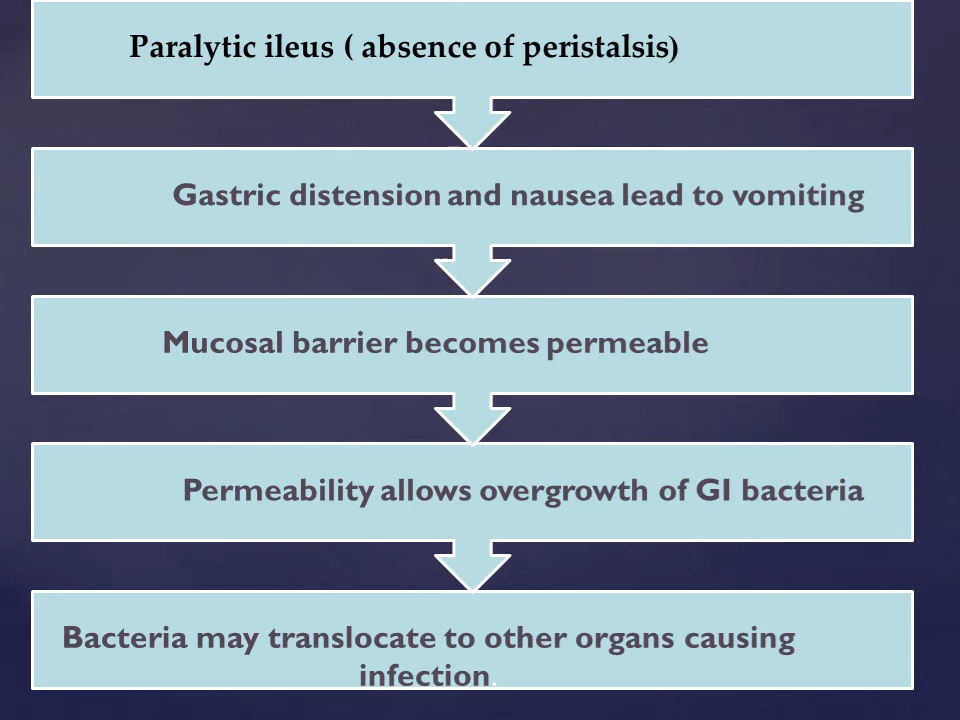 Paralytic ileus ( absence of peristalsis)
Gastric distension and nausea lead to vomiting
Mucosal barrier becomes permeable
Permeability allows overgrowth of GI bacteria
Bacteria may translocate to other organs causing
infection.